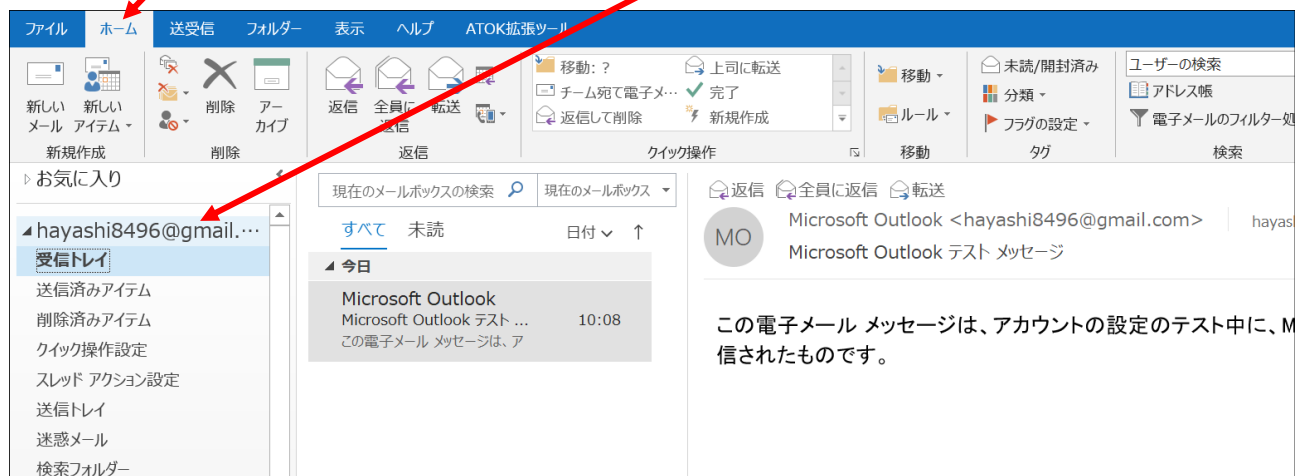 ファイル ホーム 送受信 フォルダー 表示 ヘルプ ATOK拡張ツール
新しい メール
新しい アイテム
削除
アーカイブ
返信
全員に 返信
転送
移動: ?
チーム宛て電子メ…
返信して削除
上司に転送
完了
新規作成
移動
ルール
未読/開封済み
分類
フラグの設定
ユーザーの検索
アドレス帳
電子メールのフィルター処
新規作成 削除 返信 クイック操作 移動 タグ 検索
お気に入り
hayashi8496@gmail.…
受信トレイ
送信済みアイテム
削除済みアイテム
クイック操作設定
スレッド アクション設定
送信トレイ
迷惑メール
検索フォルダー
現在のメールボックスの検索 現在のメールボックス
すべて 未読 日付 ↑
今日
Microsoft Outlook
Microsoft Outlook テスト ... 10:08
この電子メール メッセージは、ア
返信 全員に返信 転送
MO
Microsoft Outlook <hayashi8496@gmail.com> hayas
Microsoft Outlook テスト メッセージ
この電子メール メッセージは、アカウントの設定のテスト中に、M
信されたものです。